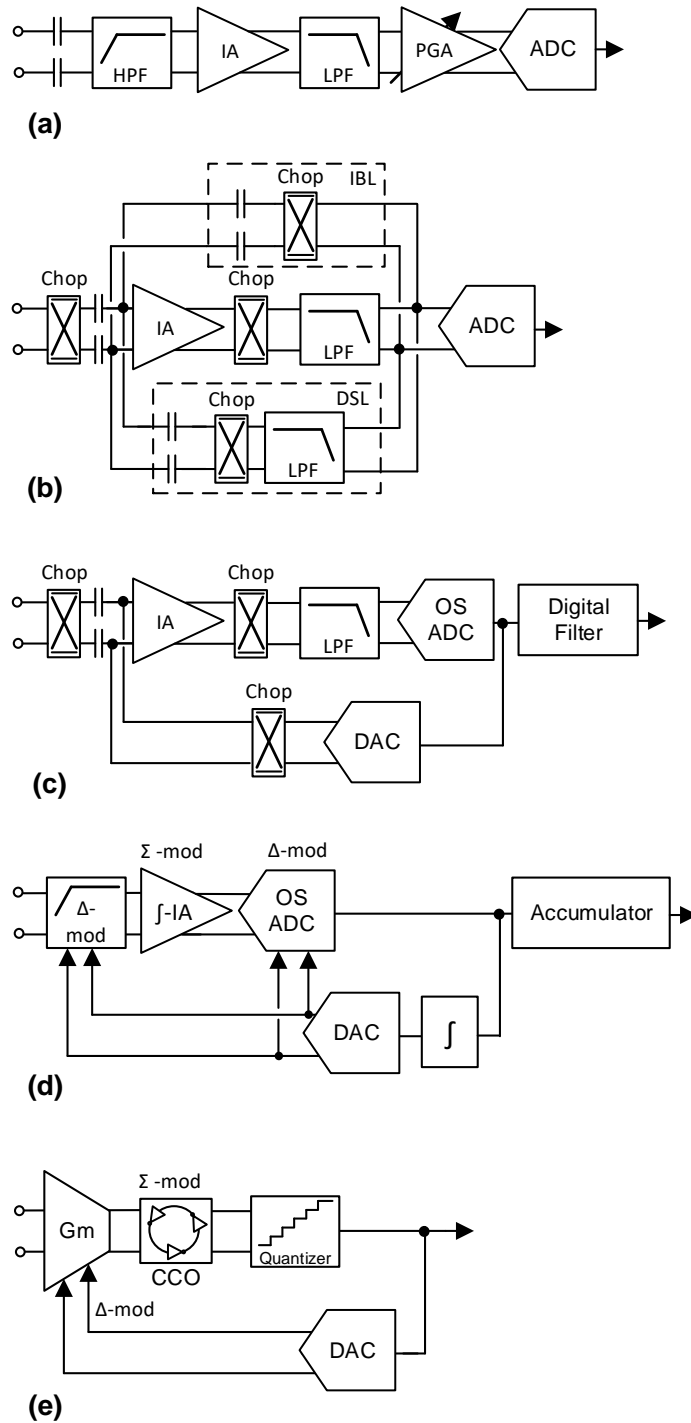 HPF
IA
LPF
PGA
ADC
(a)
Chop
IBL
Chop
Chop
IA
LPF
ADC
Chop
DSL
LPF
(b)
Chop
Chop
IA
LPF
OS
ADC
Digital
Filter
Chop
DAC
(c)
Σ -mod
Δ-mod
Δ-
mod
∫-IA
OS
ADC
Accumulator
DAC
∫
(d)
Σ -mod
Gm
CCO
Quantizer
Δ-mod
DAC
(e)